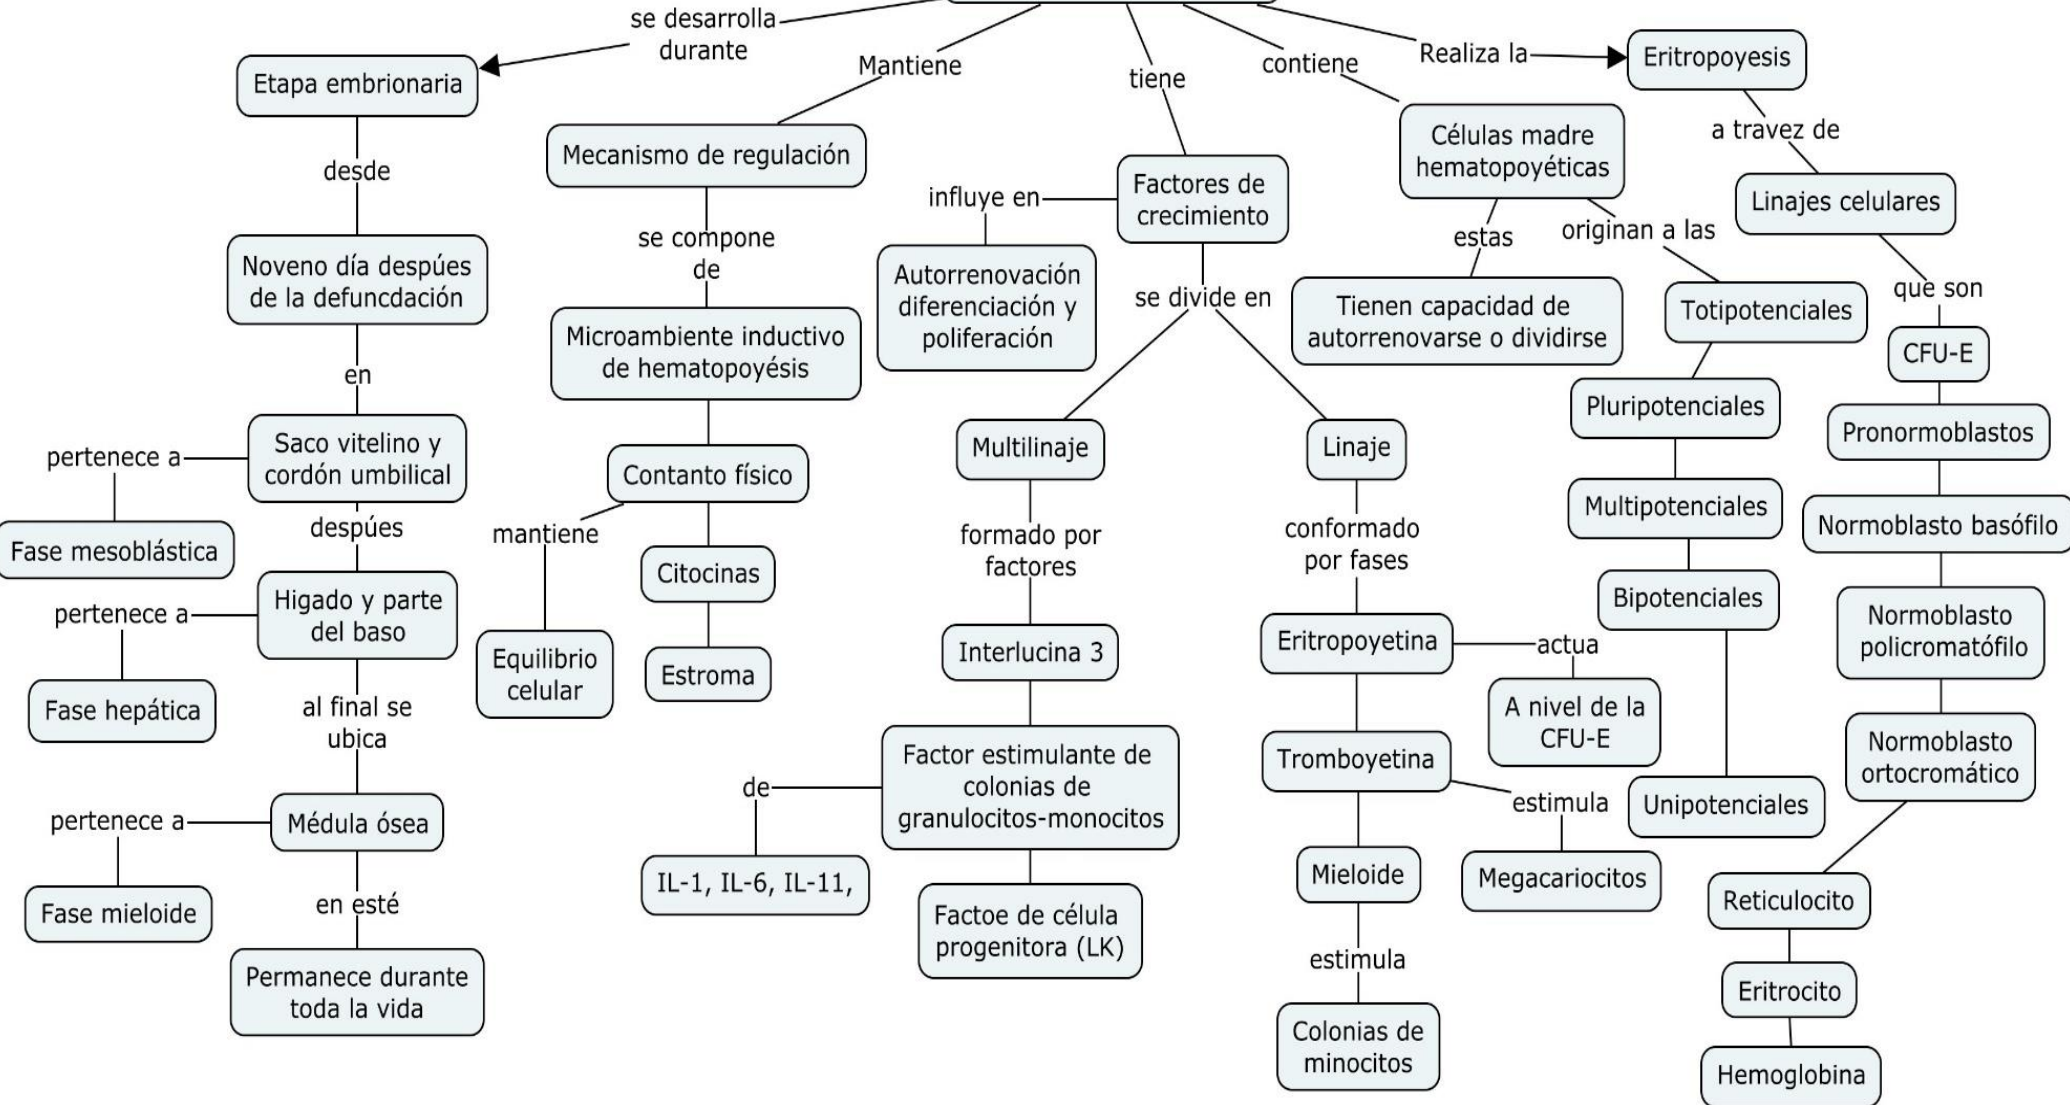 se desarrolla
durante
Etapa embrionaria
desde
Noveno día despúes
de la defuncdación
en
Saco vitelino y
cordón umbilical
pertenece a
Fase mesoblástica
despúes
Higado y parte
del baso
pertenece a
Fase hepática
al final se
ubica
Médula ósea
pertenece a
Fase mieloide
en esté
Permanece durante
toda la vida
Mantiene
Mecanismo de regulación
se compone
de
Microambiente inductivo
de hematopoyésis
Contanto físico
mantiene
Equilibrio
celular
Citocinas
Estroma
tiene
Factores de
crecimiento
influye en
Autorrenovación
diferenciación y
poliferación
se divide en
Multilinaje
formado por
factores
Interlucina 3
Factor estimulante de
colonias de
granulocitos-monocitos
de
IL-1, IL-6, IL-11,
Factoe de célula
progenitora (LK)
Linaje
conformado
por fases
Eritropoyetina
actua
A nivel de la
CFU-E
Tromboyetina
estimula
Megacariocitos
Mieloide
estimula
Colonias de
minocitos
contiene
Células madre
hematopoyéticas
estas
Tienen capacidad de
autorrenovarse o dividirse
originan a las
Totipotenciales
Pluripotenciales
Multipotenciales
Bipotenciales
Unipotenciales
Realiza la
Eritropoyesis
a travez de
Linajes celulares
que son
CFU-E
Pronormoblastos
Normoblasto basófilo
Normoblasto
policromatófilo
Normoblasto
ortocromático
Reticulocito
Eritrocito
Hemoglobina